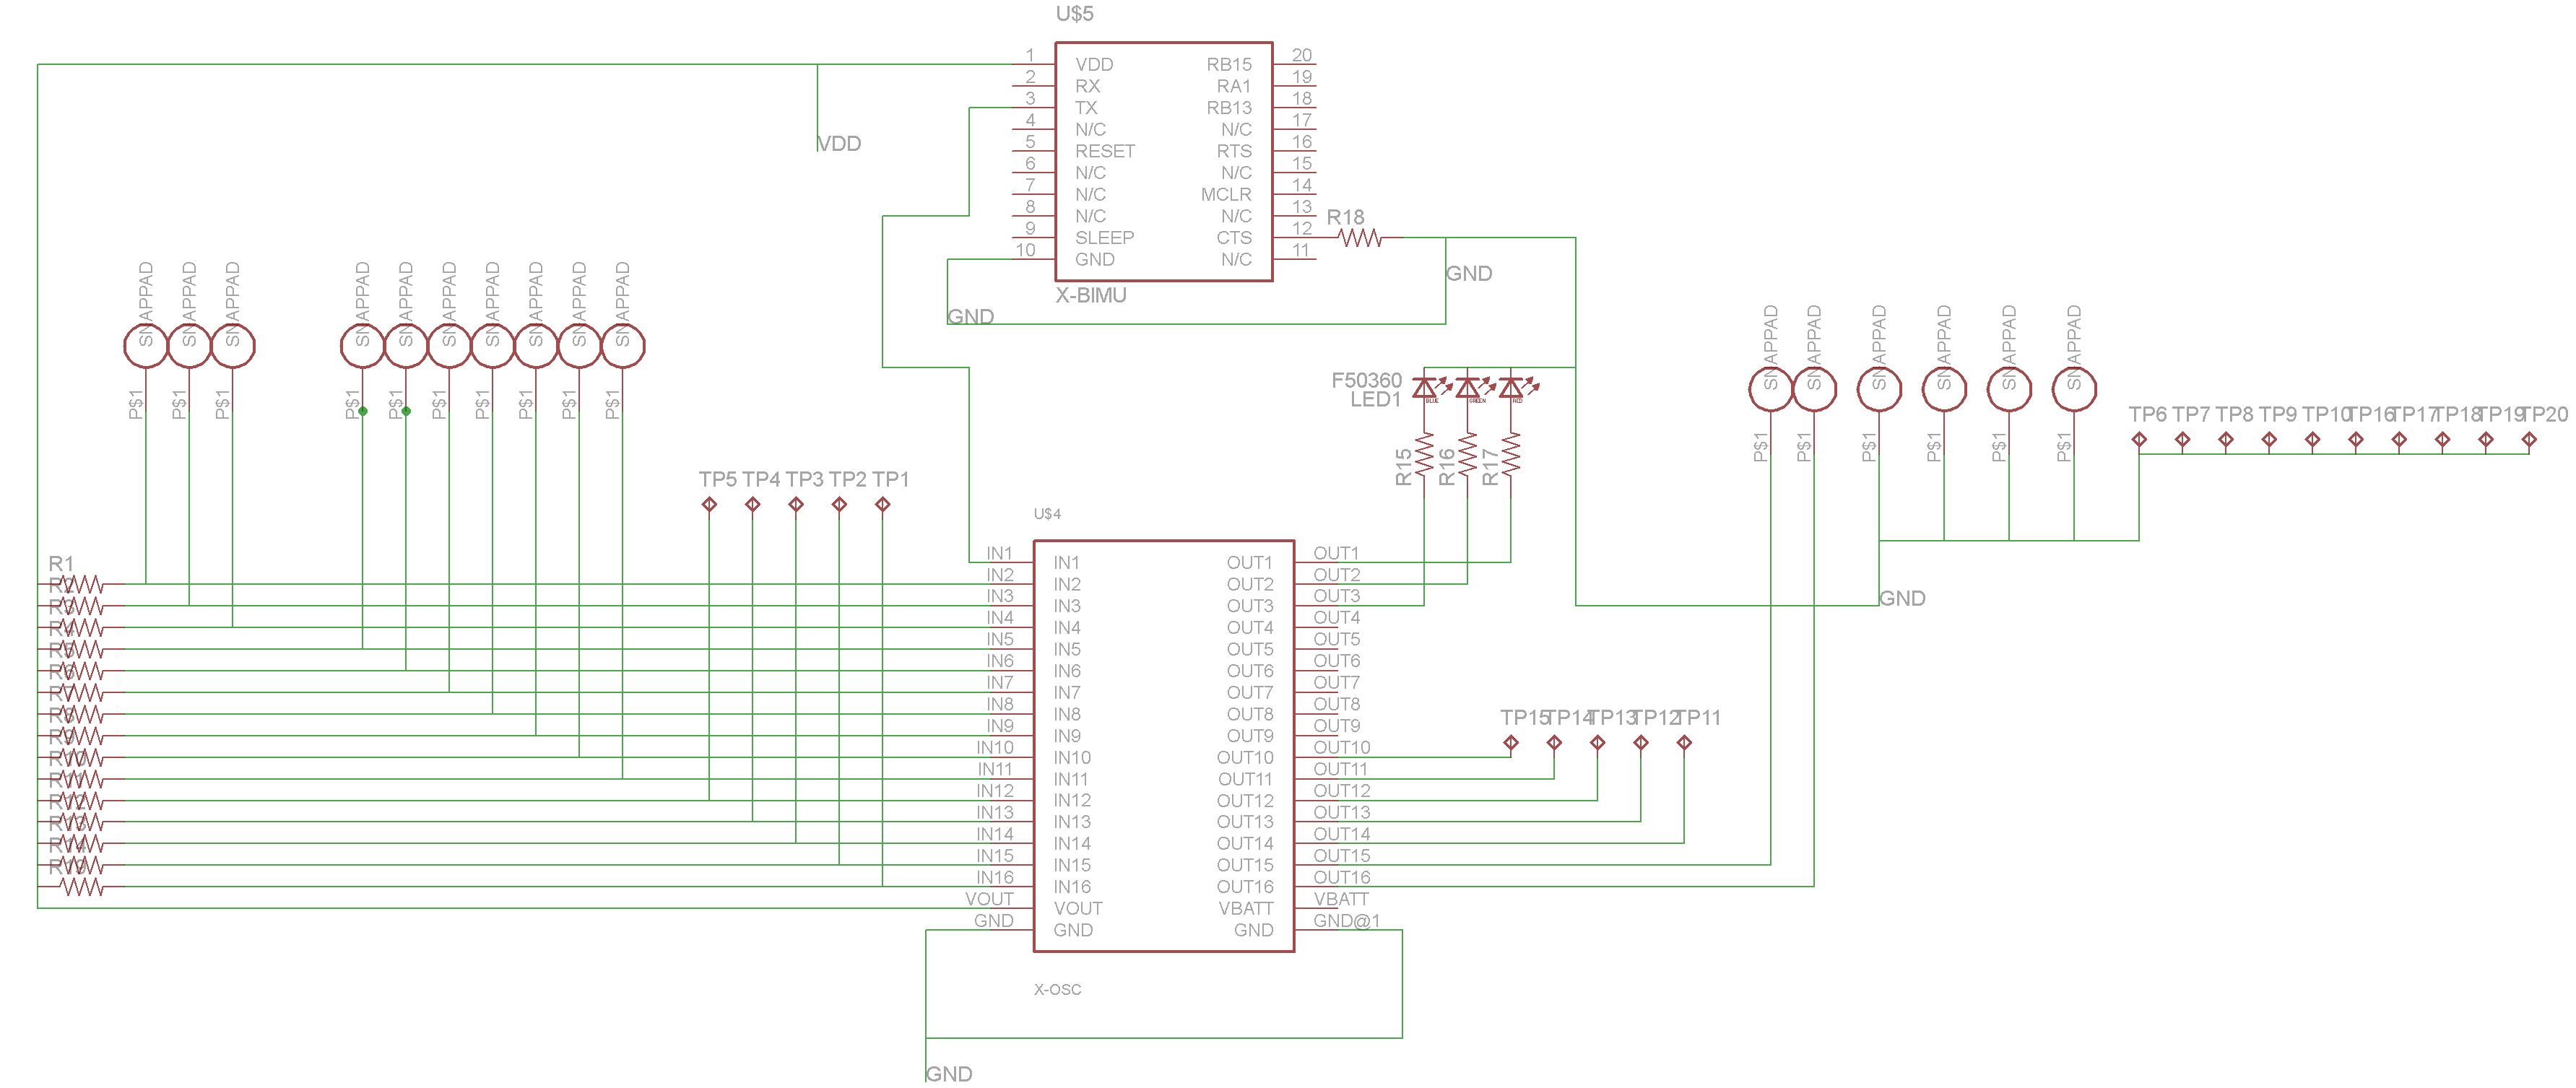 U$5
1 VDD RB15 20
2 RX RA1 19
3 TX RB13 18
4 N/C N/C 17
5 RESET RTS 16
6 N/C N/C 15
7 N/C MCLR 14
8 N/C N/C 13
9 SLEEP CTS 12
10 GND N/C 11
X-BIMU
VDD
R18
GND
GND
SNAPPAD SNAPPAD SNAPPAD SNAPPAD SNAPPAD SNAPPAD SNAPPAD SNAPPAD SNAPPAD SNAPPAD
P$1 P$1 P$1 P$1 P$1 P$1 P$1 P$1 P$1 P$1
SNAPPAD SNAPPAD SNAPPAD SNAPPAD SNAPPAD SNAPPAD
P$1 P$1 P$1 P$1 P$1 P$1
F50360
LED1
BLUE GREEN RED
R15 R16 R17
TP6 TP7 TP8 TP9 TP10 TP16 TP17 TP18 TP19 TP20
TP5 TP4 TP3 TP2 TP1
U$4
R1
R2
R3
R4
R5
R6
R7
R8
R9
R10
R11
R12
R13
R14
R19
IN1 IN1 OUT1 OUT1
IN2 IN2 OUT2 OUT2
IN3 IN3 OUT3 OUT3
IN4 IN4 OUT4 OUT4
IN5 IN5 OUT5 OUT5
IN6 IN6 OUT6 OUT6
IN7 IN7 OUT7 OUT7
IN8 IN8 OUT8 OUT8
IN9 IN9 OUT9 OUT9
IN10 IN10 OUT10 OUT10
IN11 IN11 OUT11 OUT11
IN12 IN12 OUT12 OUT12
IN13 IN13 OUT13 OUT13
IN14 IN14 OUT14 OUT14
IN15 IN15 OUT15 OUT15
IN16 IN16 OUT16 OUT16
VOUT VOUT VBATT VBATT
GND GND GND GND@1
GND
TP15 TP14 TP13 TP12 TP11
X-OSC
GND